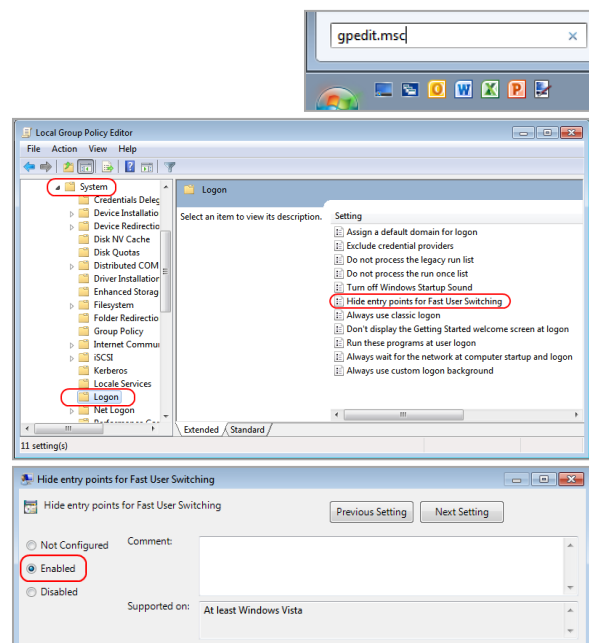 gpedit.msc
Local Group Policy Editor
File Action View Help
System
Credentials Deleg
Device Installatio
Device Redirectio
Disk NV Cache
Disk Quotas
Distributed COM
Driver Installation
Enhanced Storag
Filesystem
Folder Redirectio
Group Policy
Internet Commun
iSCSI
Kerberos
Locale Services
Logon
Net Logon
Logon
Select an item to view its description.
Setting
Assign a default domain for logon
Exclude credential providers
Do not process the legacy run list
Do not process the run once list
Turn off Windows Startup Sound
Hide entry points for Fast User Switching
Always use classic logon
Don't display the Getting Started welcome screen at logon
Run these programs at user logon
Always wait for the network at computer startup and logon
Always use custom logon background
Extended Standard
11 setting(s)
Hide entry points for Fast User Switching
Hide entry points for Fast User Switching
Previous Setting Next Setting
Not Configured
Comment:
Enabled
Disabled
Supported on:
At least Windows Vista